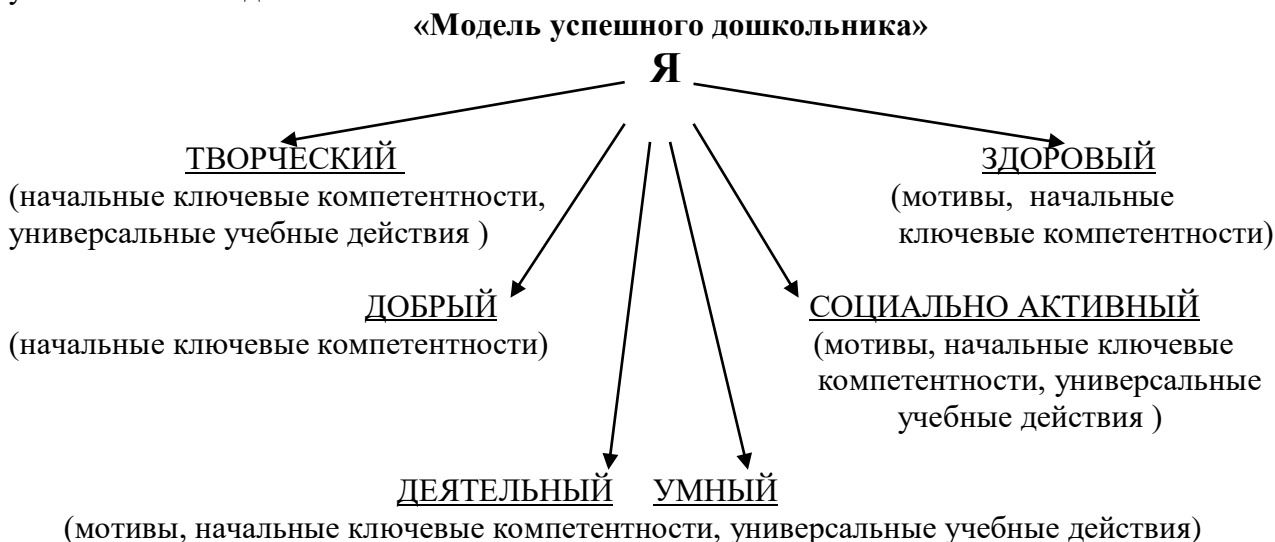 «Модель успешного дошкольника»
Я
ТВОРЧЕСКИЙ
(начальные ключевые компетентности,
универсальные учебные действия )
ЗДОРОВЫЙ
(мотивы, начальные
ключевые компетентности)
ДОБРЫЙ
(начальные ключевые компетентности)
СОЦИАЛЬНО АКТИВНЫЙ
(мотивы, начальные ключевые
компетентности, универсальные
учебные действия )
ДЕЯТЕЛЬНЫЙ УМНЫЙ
(мотивы, начальные ключевые компетентности, универсальные учебные действия)